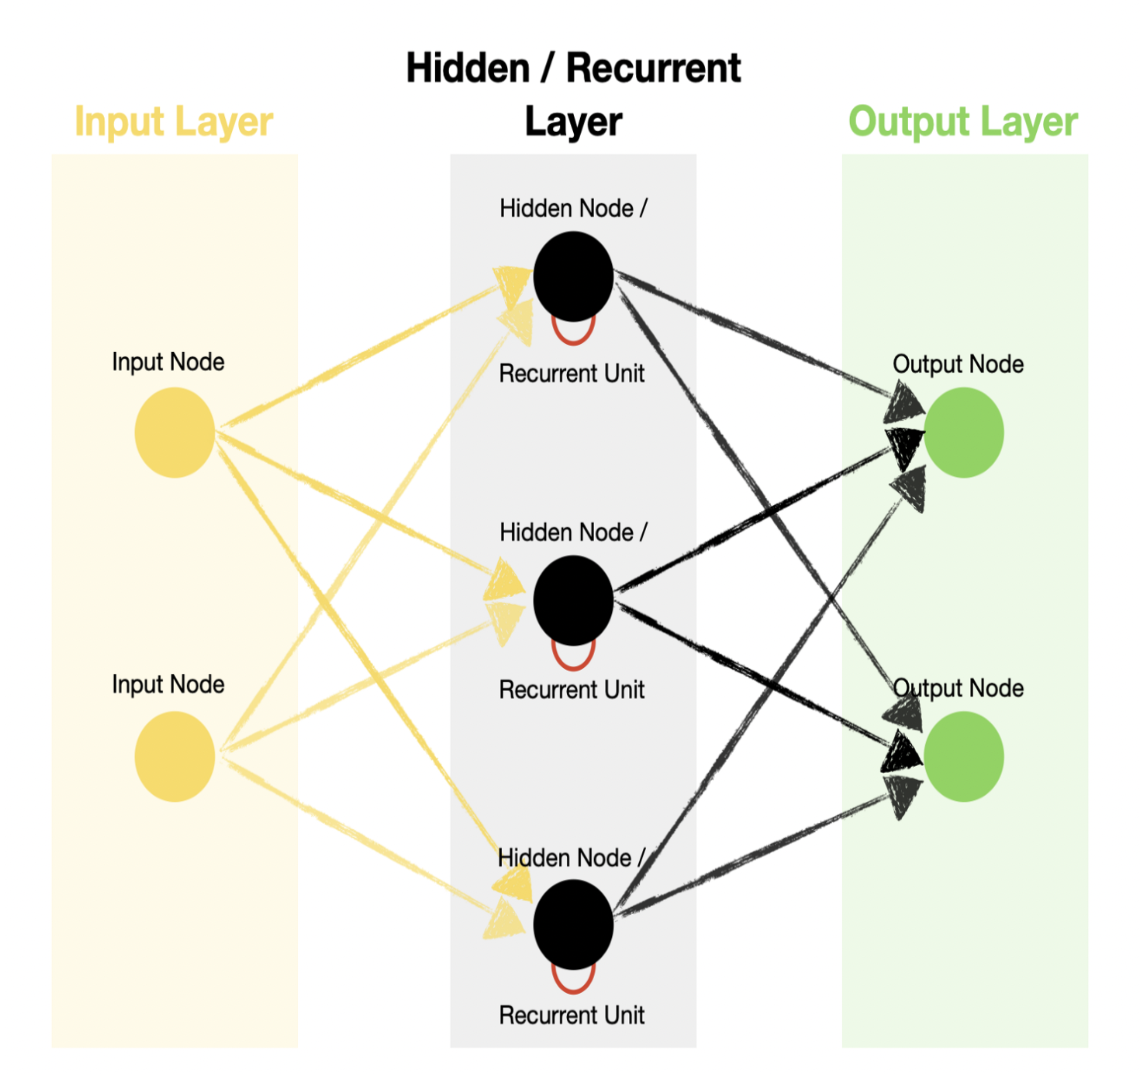 Hidden / Recurrent
Layer
Input Layer
Output Layer
Hidden Node /
Recurrent Unit
Input Node
Output Node
Hidden Node /
Recurrent Unit
Input Node
Output Node
Hidden Node /
Recurrent Unit